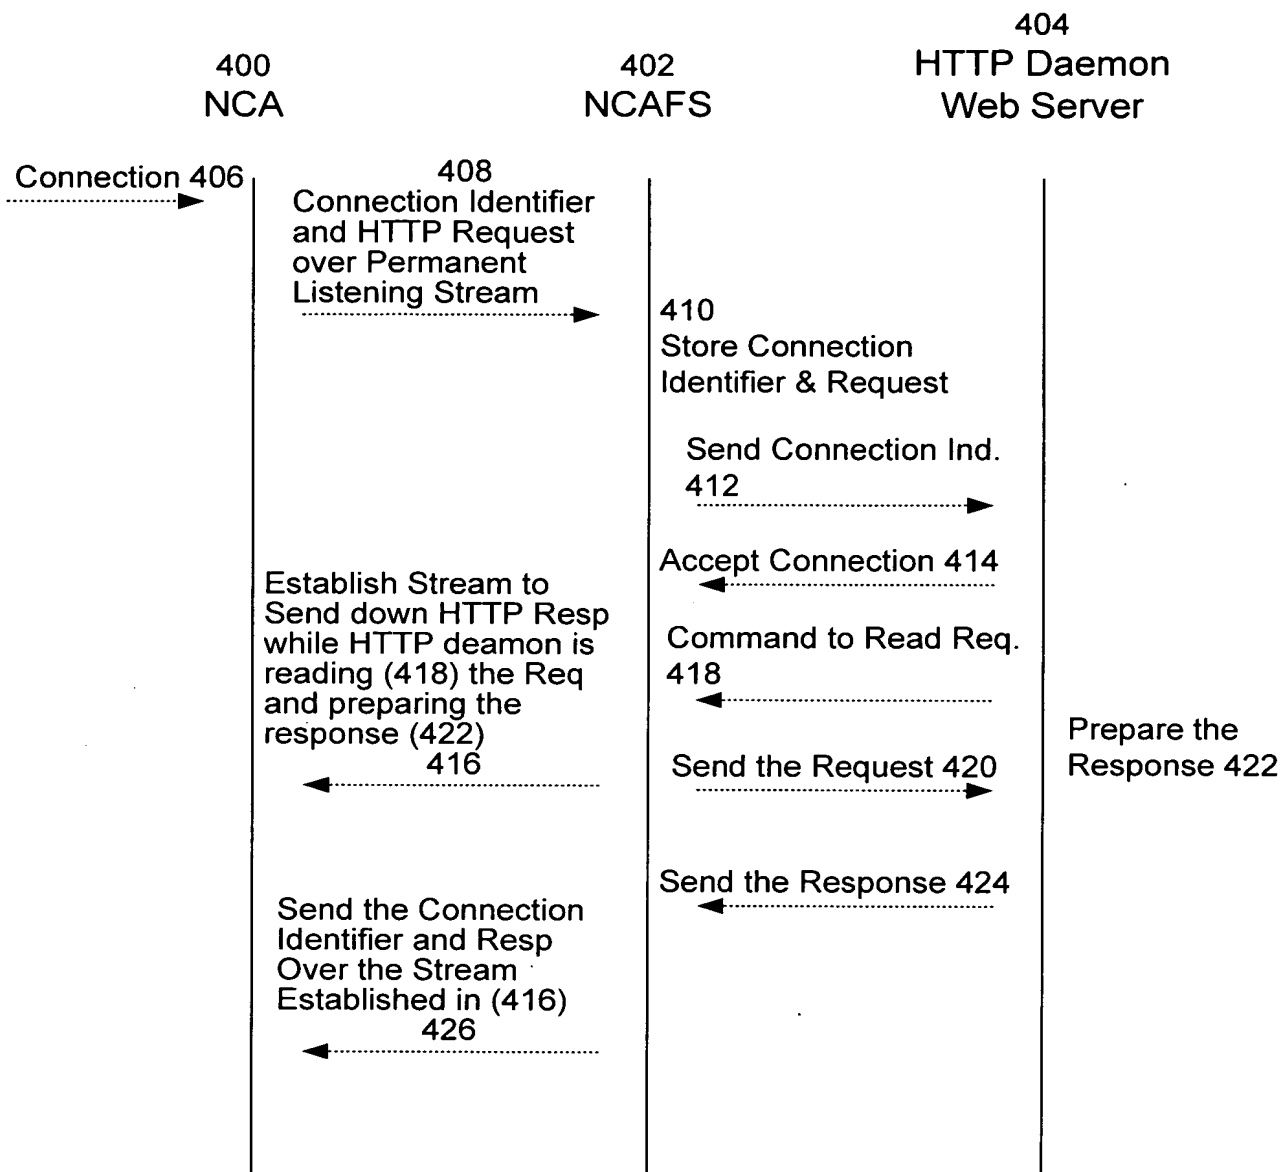 404
400
402
HTTP Daemon
NCA
NCAFS
Web Server
Connection 406
408
Connection Identifier
and HTTP Request
over Permanent
Listening Stream
410
Store Connection
Identifier & Request
Send Connection Ind.
412
Accept Connection 414
Establish Stream to
Send down HTTP Resp
while HTTP deamon is
reading (418) the Req
and preparing the
response (422)
416
Command to Read Req.
418
Send the Request 420
Prepare the
Response 422
Send the Response 424
Send the Connection
Identifier and Resp
Over the Stream
Established in (416)
426